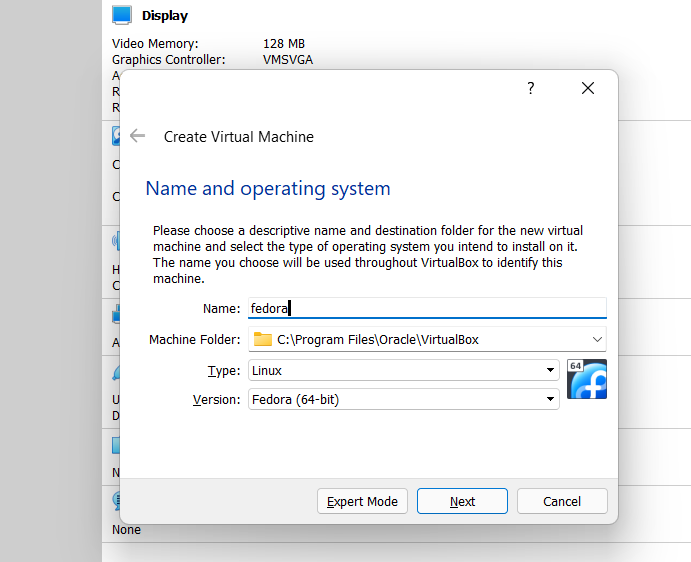 Display
Video Memory: 128 MB
Graphics Controller: VMSVGA
A
R
R
?
Create Virtual Machine
Name and operating system
Please choose a descriptive name and destination folder for the new virtual
machine and select the type of operating system you intend to install on it.
The name you choose will be used throughout VirtualBox to identify this
machine.
Name: fedora
Machine Folder: C:\Program Files\Oracle\VirtualBox
Type: Linux
64
Version: Fedora (64-bit)
C
C
H
C
A
U
D
N
Expert Mode Next Cancel
None